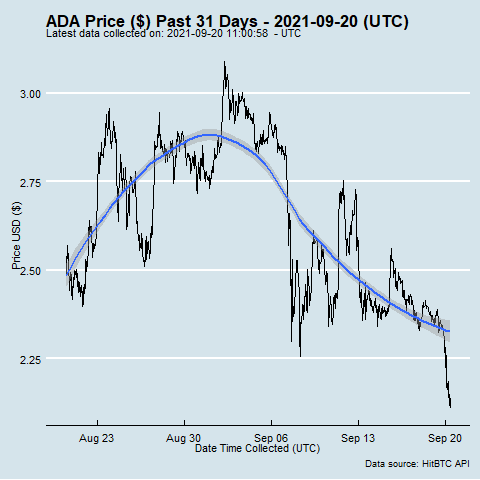 ADA Price ($) Past 31 Days - 2021-09-20 (UTC)
Latest data collected on: 2021-09-20 11:00:58 - UTC
Price USD ($)
3.00
2.75
2.50
2.25
Aug 23 Aug 30 Sep 06 Sep 13 Sep 20
Date Time Collected (UTC)
Data source: HitBTC API